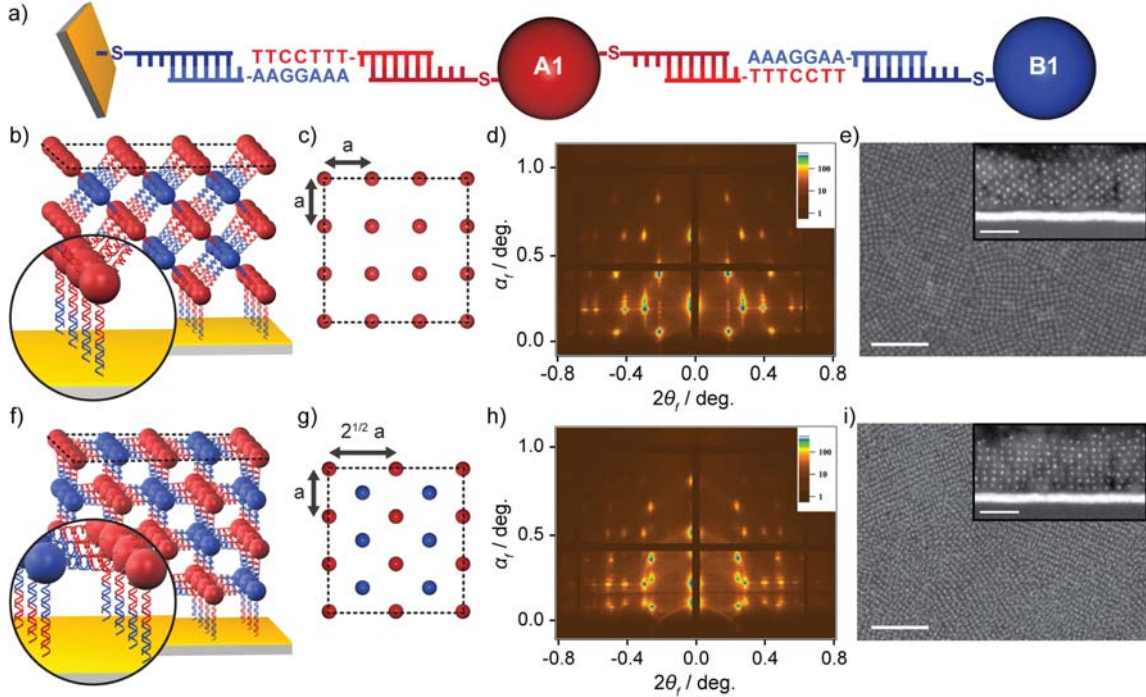 a)
S
TTCCTTT-
-AAGGAAA
S
A1
S
AAAGGAA-
-TTTCCTT
S
B1
b)
c)
a
a
d)
1.0
0.5
0.0
α_f / deg.
100
10
1
-0.8 -0.4 0.0 0.4 0.8
2θ_f / deg.
e)
f)
g)
2^1/2 a
a
h)
1.0
0.5
0.0
α_f / deg.
100
10
1
-0.8 -0.4 0.0 0.4 0.8
2θ_f / deg.
i)